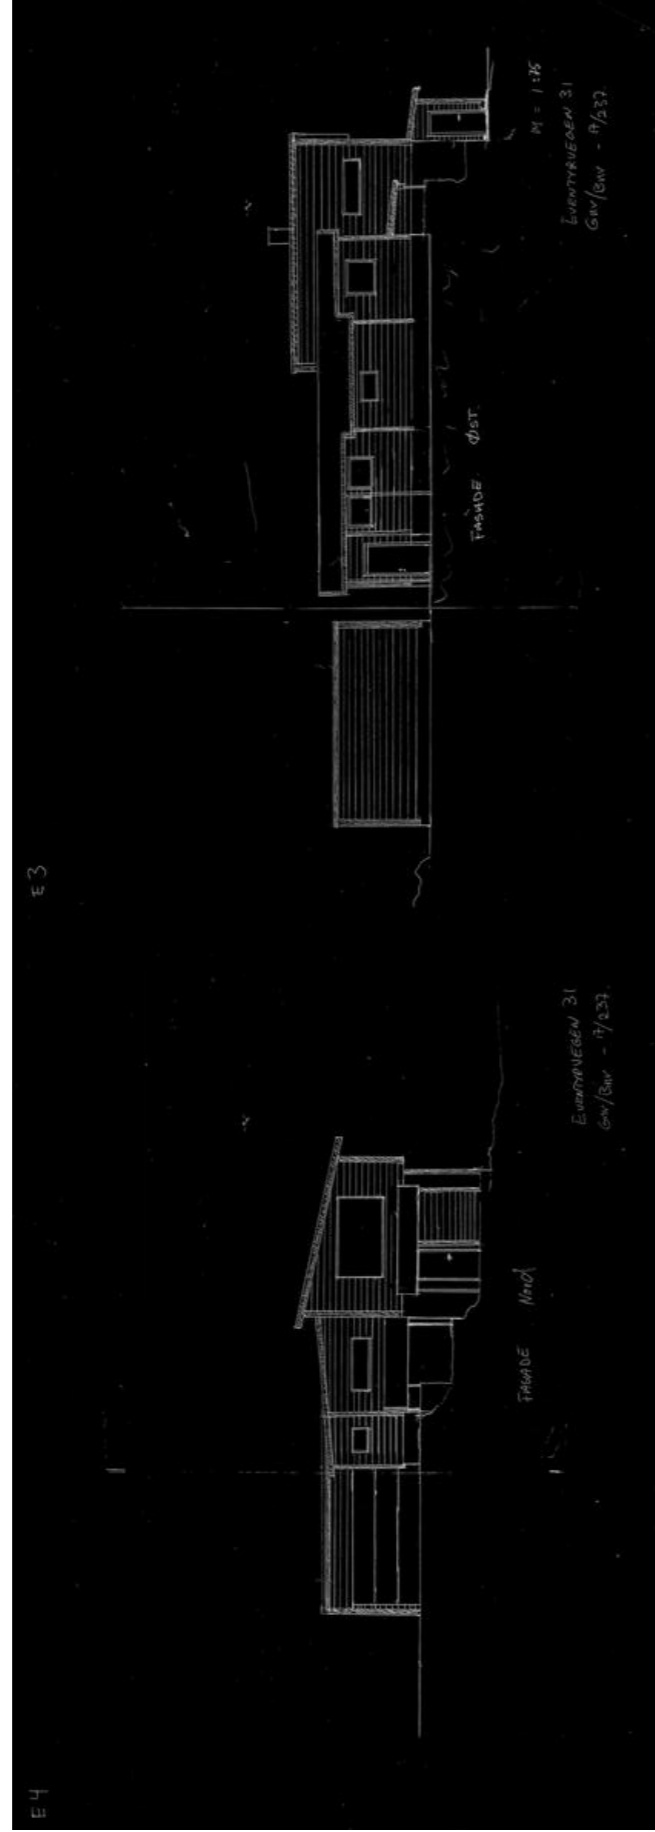 E3
FASADE ØST.
M = 1:75
EVENTYRVEGEN 31
GNR/BNR - 17/237.
E4
FASADE Nord
EVENTYRVEGEN 31
GNR/BNR - 17/237.